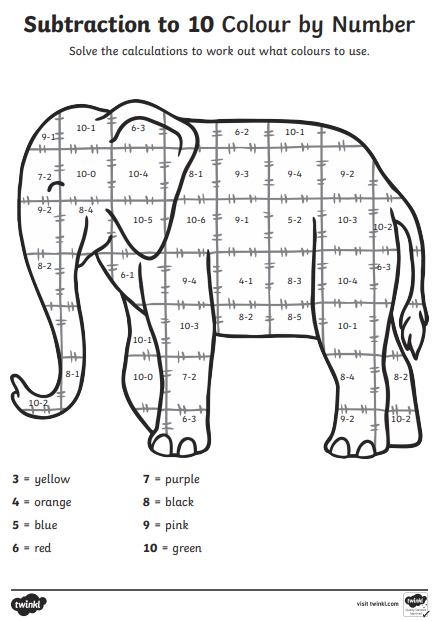 Subtraction to 10 Colour by Number
Solve the calculations to work out what colours to use.
10-1 6-3 6-2 10-1
9-1
7-2 10-0 10-4 8-1 9-3 9-4 9-2
9-2 8-4 10-5 10-6 9-1 5-2 10-3 10-2
8-2 6-1 9-4 4-1 8-3 10-4 6-3
8-2 8-5
10-3 10-1
10-1
8-1 10-0 7-2 8-4 8-2
10-2 6-3 9-2 10-2
3 = yellow
4 = orange
5 = blue
6 = red
7 = purple
8 = black
9 = pink
10 = green
twinkl
visit twinkl.com
twinkl